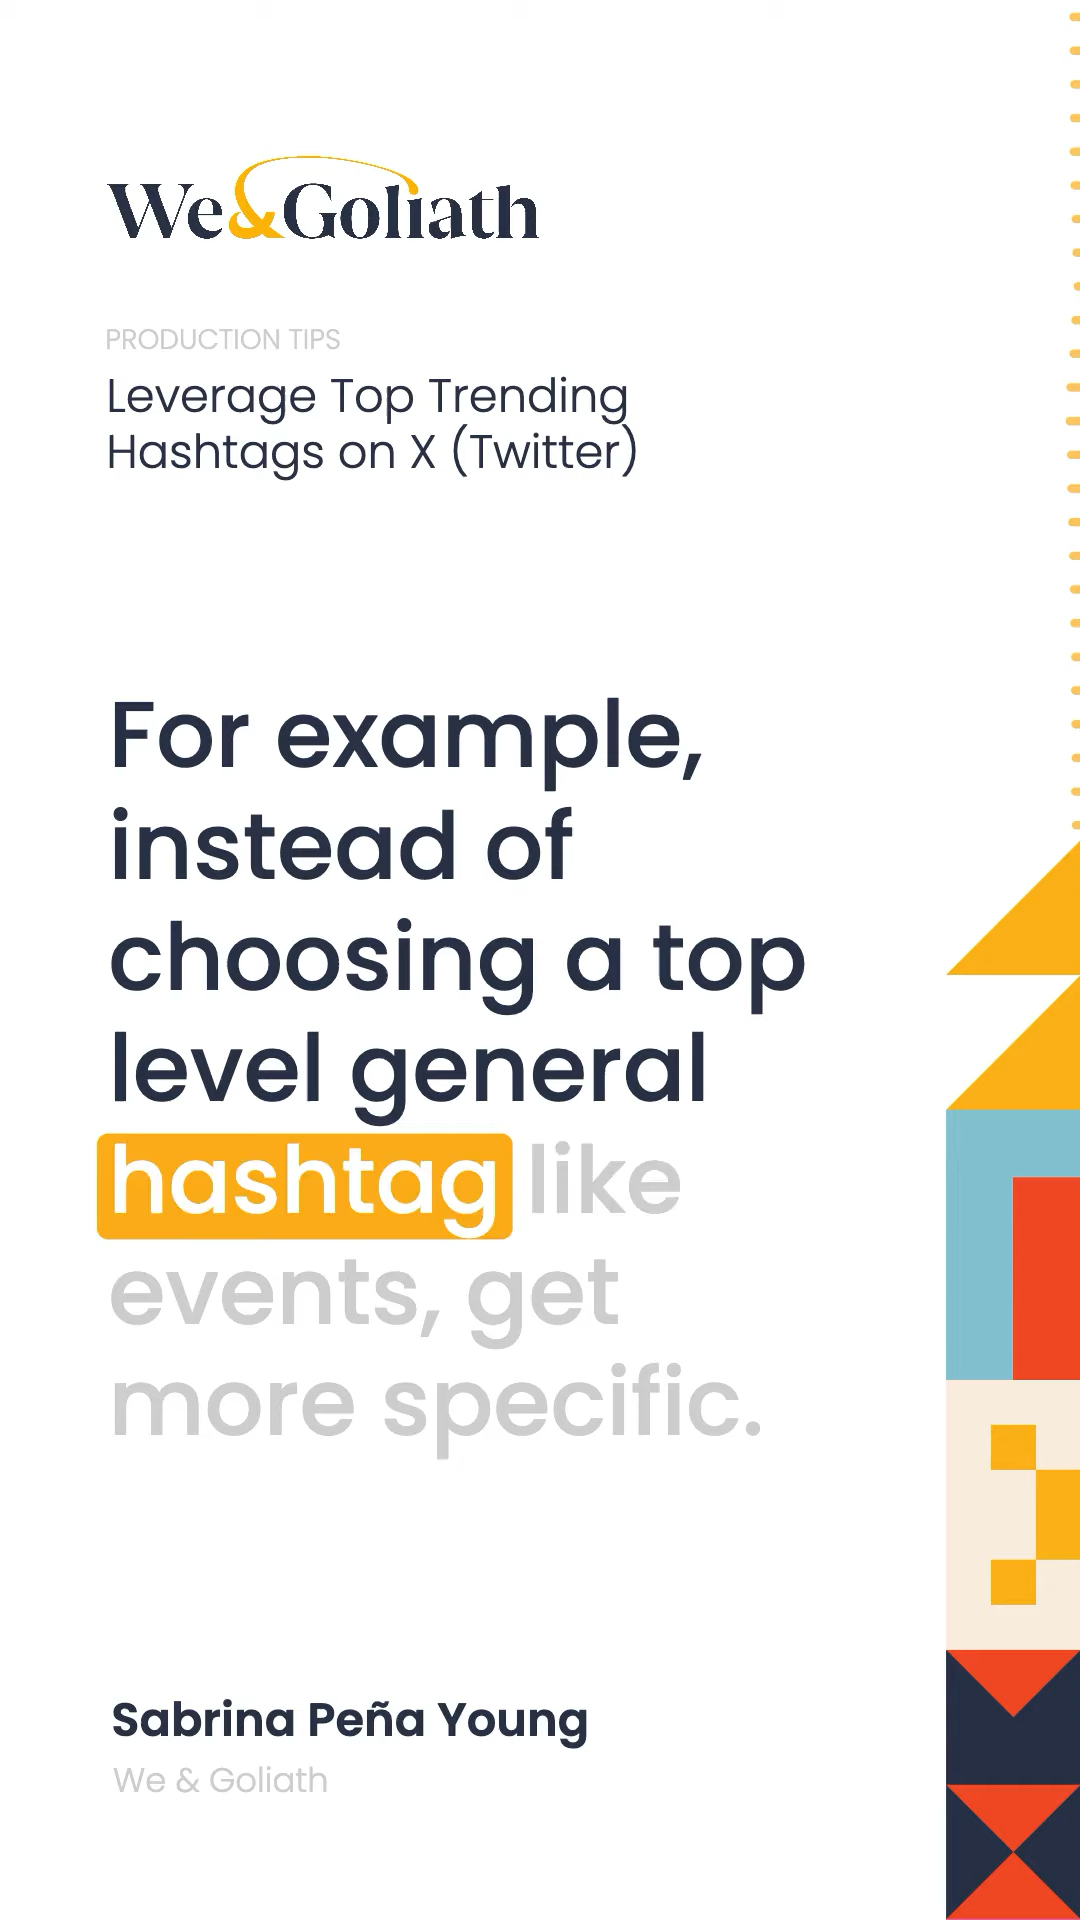 We&Goliath
PRODUCTION TIPS
Leverage Top Trending
Hashtags on X (Twitter)
For example,
instead of
choosing a top
level general
hashtag like
events, get
more specific.
Sabrina Peña Young
We & Goliath